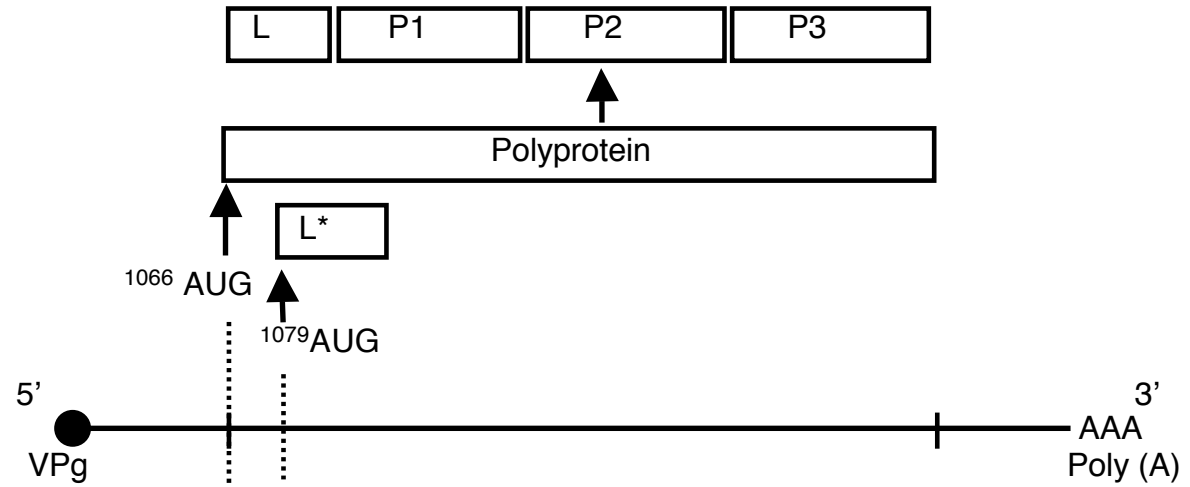 L P1 P2 P3
Polyprotein
L*
1066 AUG
1079AUG
5’ 3’
AAA
VPg Poly (A)